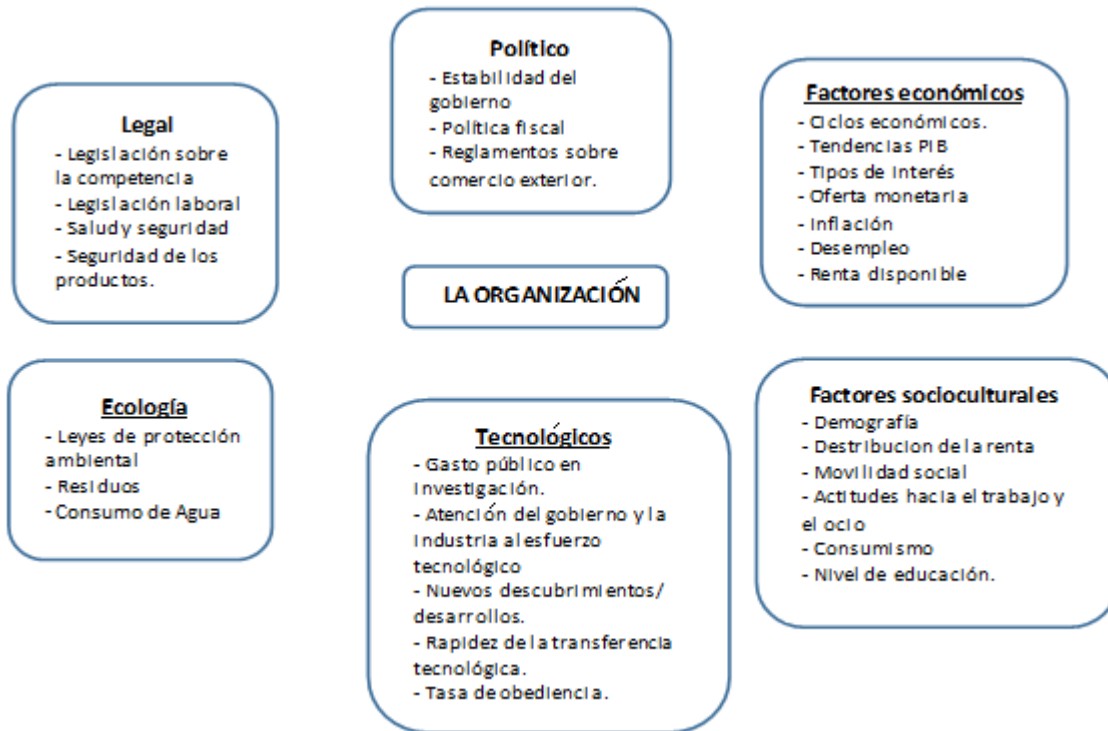 Político
- Estabilidad del
gobierno
- Política fiscal
- Reglamentos sobre
comercio exterior.
Legal
- Legislación sobre
la competencia
- Legislación laboral
- Salud y seguridad
- Seguridad de los
productos.
Factores económicos
- Ciclos económicos.
- Tendencias PIB
- Tipos de interés
- Oferta monetaria
- Inflación
- Desempleo
- Renta disponible
LA ORGANIZACIÓN
Ecología
- Leyes de protección
ambiental
- Residuos
- Consumo de Agua
Tecnológicos
- Gasto público en
investigación.
- Atención del gobierno y la
industria al esfuerzo
tecnológico
- Nuevos descubrimientos/
desarrollos.
- Rapidez de la transferencia
tecnológica.
- Tasa de obediencia.
Factores socioculturales
- Demografía
- Destribucion de la renta
- Movilidad social
- Actitudes hacia el trabajo y
el ocio
- Consumismo
- Nivel de educación.